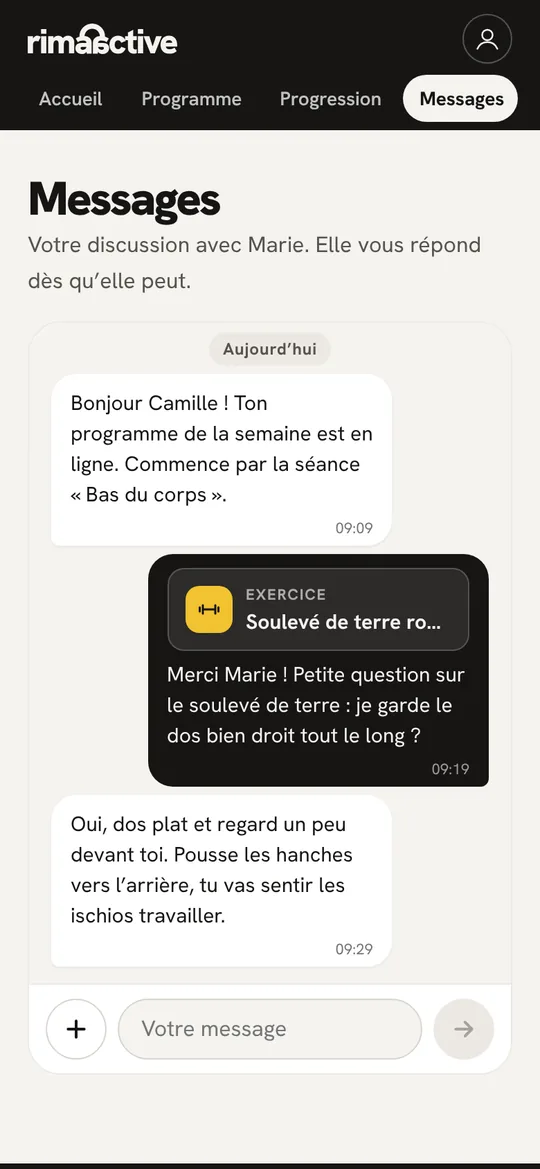 rimaactive
Accueil
Programme
Progression
Messages
Messages
Votre discussion avec Marie. Elle vous répond
dès qu’elle peut.
Aujourd’hui
Bonjour Camille ! Ton
programme de la semaine est en
ligne. Commence par la séance
« Bas du corps ».
09:09
EXERCICE
Soulevé de terre ro...
Merci Marie ! Petite question sur
le soulevé de terre : je garde le
dos bien droit tout le long ?
09:19
Oui, dos plat et regard un peu
devant toi. Pousse les hanches
vers l’arrière, tu vas sentir les
ischios travailler.
09:29
Votre message